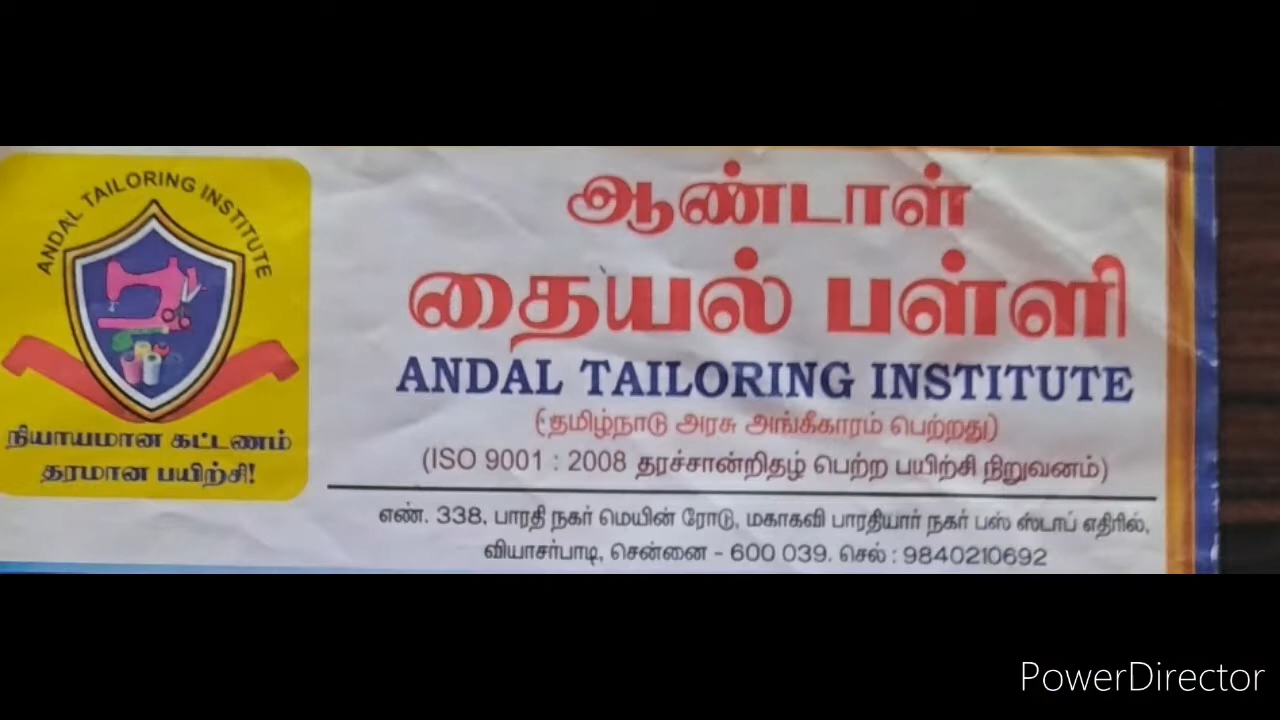 ANDAL TAILORING INSTITUTE
நியாயமான கட்டணம்
தரமான பயிற்சி!
ஆண்டாள்
தையல் பள்ளி
ANDAL TAILORING INSTITUTE
(தமிழ்நாடு அரசு அங்கீகாரம் பெற்றது)
(ISO 9001 : 2008 தரச்சான்றிதழ் பெற்ற பயிற்சி நிறுவனம்)
எண். 338, பாரதி நகர் மெயின் ரோடு, மகாகவி பாரதியார் நகர் பஸ் ஸ்டாப் எதிரில்,
வியாசர்பாடி, சென்னை - 600 039. செல் : 9840210692
PowerDirector